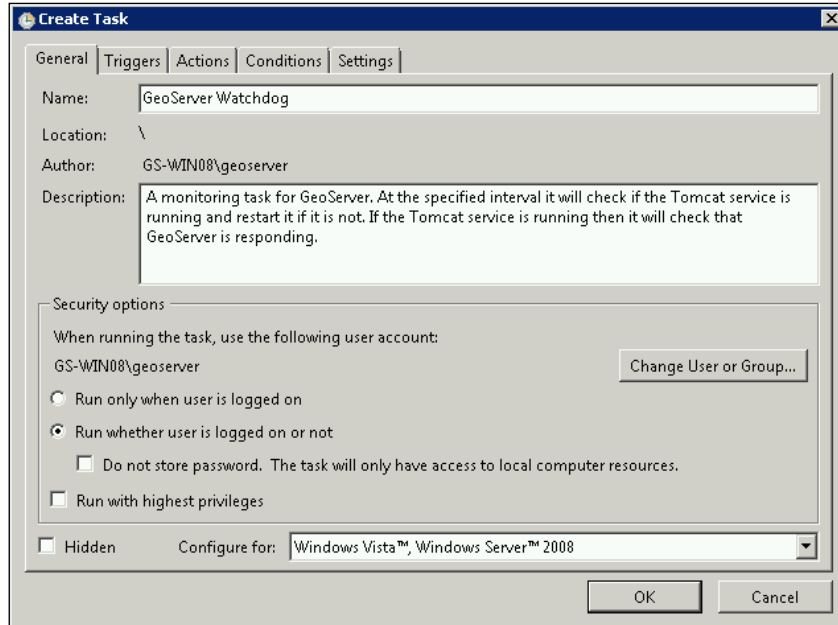 Create Task
General Triggers Actions Conditions Settings
Name: GeoServer Watchdog
Location: \
Author: GS-WIN08\geoserver
Description: A monitoring task for GeoServer. At the specified interval it will check if the Tomcat service is
running and restart it if it is not. If the Tomcat service is running then it will check that
GeoServer is responding.
Security options
When running the task, use the following user account:
GS-WIN08\geoserver Change User or Group...
Run only when user is logged on
Run whether user is logged on or not
Do not store password. The task will only have access to local computer resources.
Run with highest privileges
Hidden Configure for: Windows Vista™, Windows Server™ 2008
OK Cancel